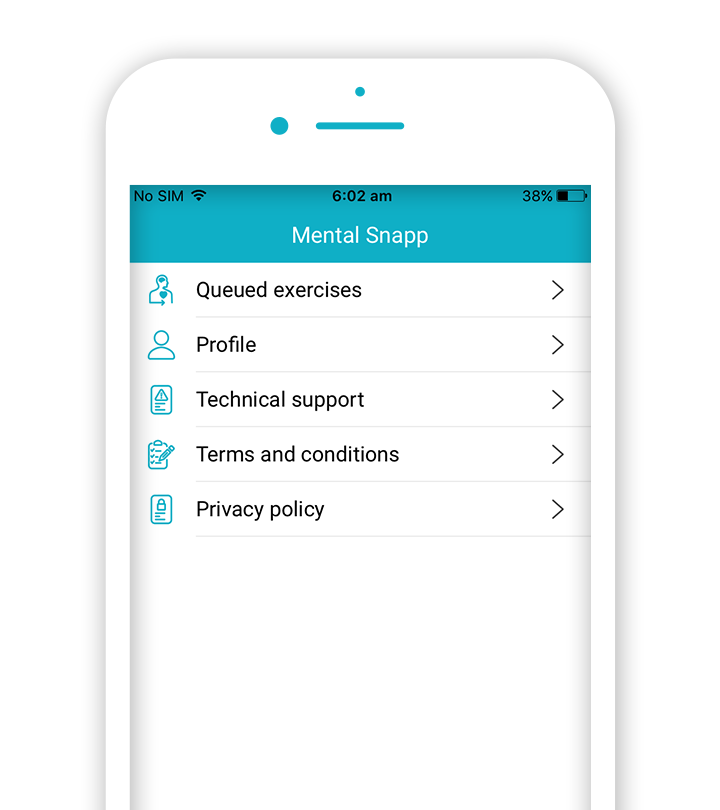 No SIM 6:02 am 38%
Mental Snapp
Queued exercises
Profile
Technical support
Terms and conditions
Privacy policy